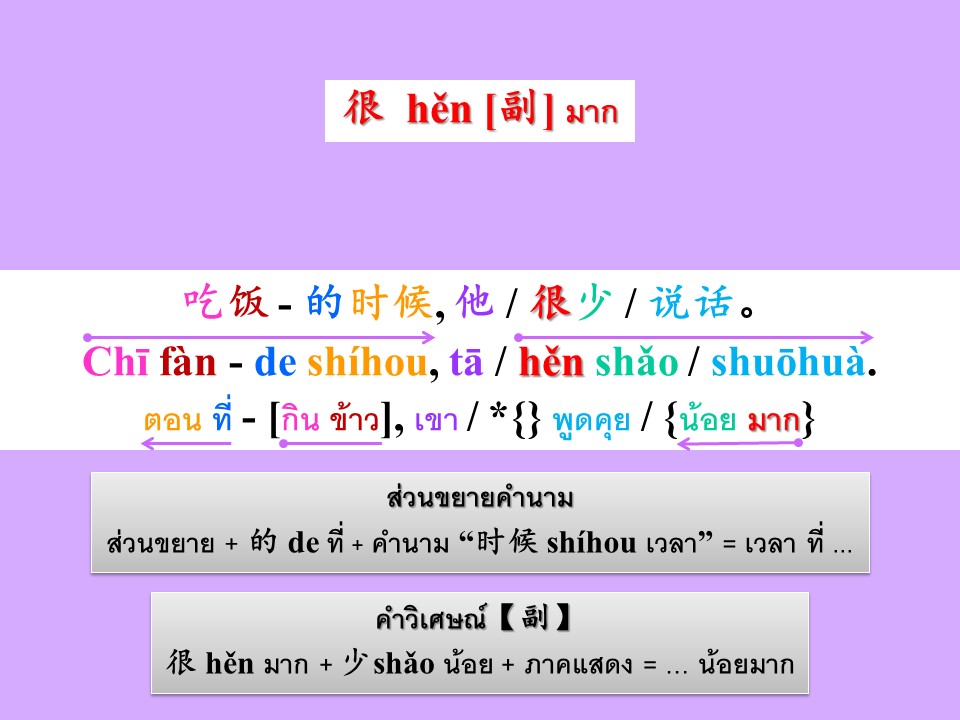 很 hěn [副] มาก
吃饭 - 的时候, 他 / 很少 / 说话。
Chī fàn - de shíhou, tā / hěn shǎo / shuōhuà.
ตอน ที่ - [กิน ข้าว], เขา / *{} พูดคุย / {น้อย มาก}
ส่วนขยายคำนาม
ส่วนขยาย + 的 de ที่ + คำนาม “时候 shíhou เวลา” = เวลา ที่ ...
คำวิเศษณ์【副】
很 hěn มาก + 少 shǎo น้อย + ภาคแสดง = … น้อยมาก